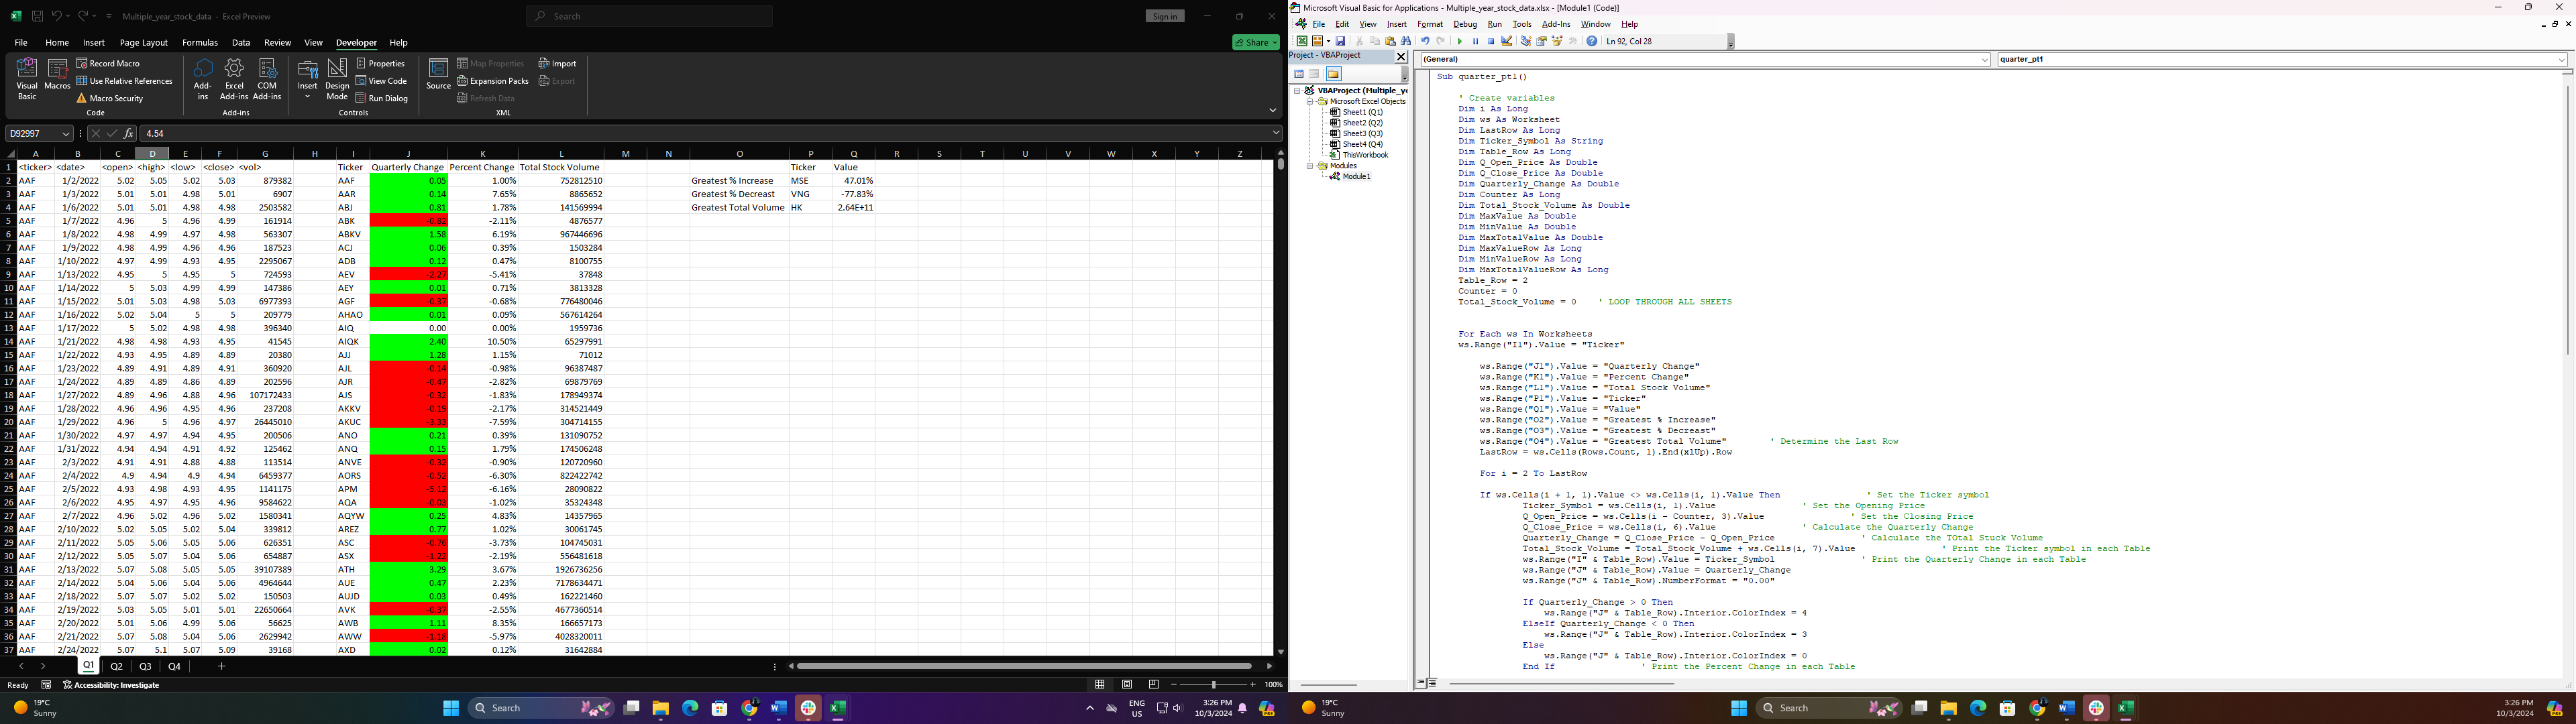 Multiple_year_stock_data - Excel Preview
Search
Sign in
File Home Insert Page Layout Formulas Data Review View Developer Help
Share
Visual Basic
Macros
Record Macro
Use Relative References
Macro Security
Code
Add-ins
Excel Add-ins
COM Add-ins
Add-ins
Insert
Design Mode
Properties
View Code
Run Dialog
Controls
Source
Map Properties
Expansion Packs
Refresh Data
Import
Export
XML
D92997 fx 4.54
A B C D E F G H I J K L M N O P Q R S T U V W X Y Z
1 <ticker> <date> <open> <high> <low> <close> <vol> Ticker Quarterly Change Percent Change Total Stock Volume Ticker Value
2 AAF 1/2/2022 5.02 5.05 5.02 5.03 879382 AAF 0.05 1.00% 752812510 Greatest % Increase MSE 47.01%
3 AAF 1/3/2022 5.01 5.01 4.98 5.01 6907 AAR 0.14 7.65% 8865652 Greatest % Decreast VNG -77.83%
4 AAF 1/6/2022 5.01 5.01 4.98 4.99 2503582 ABJ 0.81 1.78% 141569994 Greatest Total Volume HK 2.64E+11
5 AAF 1/7/2022 4.96 5 4.96 4.99 161914 ABK -0.82 -2.11% 4876577
6 AAF 1/8/2022 4.98 4.99 4.97 4.98 563307 ABKV 1.58 6.19% 967446696
7 AAF 1/9/2022 4.98 4.99 4.96 4.96 187523 ACJ 0.06 0.39% 1503284
8 AAF 1/10/2022 4.97 4.99 4.93 4.95 2295067 ADB 0.12 0.47% 8100755
9 AAF 1/13/2022 4.95 5 4.95 5 724593 AEV -2.27 -5.41% 37848
10 AAF 1/14/2022 5 5.03 4.99 4.99 147386 AEY 0.01 0.71% 3813328
11 AAF 1/15/2022 5.01 5.03 4.98 5.03 6977393 AGF -0.37 -0.68% 776480046
12 AAF 1/16/2022 5.02 5.04 5 5 209779 AHAO 0.01 0.09% 567614264
13 AAF 1/17/2022 5 5.02 4.98 4.98 396340 AIQ 0.00 0.00% 1959736
14 AAF 1/21/2022 4.98 4.98 4.93 4.95 41545 AIQK 2.40 10.50% 65297991
15 AAF 1/22/2022 4.93 4.95 4.89 4.89 20380 AJJ 1.28 1.15% 71012
16 AAF 1/23/2022 4.89 4.91 4.89 4.91 360920 AJL -0.14 -0.98% 96387487
17 AAF 1/24/2022 4.89 4.89 4.86 4.89 202596 AJR -0.47 -2.82% 69879769
18 AAF 1/27/2022 4.89 4.96 4.88 4.96 107172433 AJS -0.32 -1.83% 178949374
19 AAF 1/28/2022 4.96 4.96 4.95 4.96 237208 AKKV -0.19 -2.17% 314521449
20 AAF 1/29/2022 4.96 5 4.96 4.97 26445010 AKUC -3.33 -7.59% 304714155
21 AAF 1/30/2022 4.97 4.97 4.94 4.95 200506 ANO 0.21 0.39% 131090752
22 AAF 1/31/2022 4.94 4.94 4.91 4.92 125462 ANQ 0.15 1.79% 174506248
23 AAF 2/3/2022 4.91 4.91 4.88 4.88 113514 ANVE -0.32 -0.90% 120720960
24 AAF 2/4/2022 4.9 4.94 4.9 4.94 6459377 AORS -0.52 -6.30% 822422742
25 AAF 2/5/2022 4.93 4.98 4.93 4.95 1141175 APM -5.12 -6.16% 28090822
26 AAF 2/6/2022 4.95 4.97 4.95 4.96 9584622 AQA -0.03 -1.02% 35324348
27 AAF 2/7/2022 4.96 5.02 4.96 5.02 1580341 AQYW 0.25 4.83% 14357965
28 AAF 2/10/2022 5.02 5.05 5.02 5.04 339812 AREZ 0.77 1.02% 30061745
29 AAF 2/11/2022 5.05 5.06 5.05 5.06 626351 ASC -0.76 -3.73% 104745031
30 AAF 2/12/2022 5.05 5.07 5.04 5.06 654887 ASX -1.22 -2.19% 556481618
31 AAF 2/13/2022 5.07 5.08 5.05 5.05 39107389 ATH 3.29 3.67% 1926736256
32 AAF 2/14/2022 5.04 5.06 5.04 5.06 4964644 AUE 0.47 2.23% 7178634471
33 AAF 2/18/2022 5.07 5.07 5.02 5.02 150503 AUJD 0.03 0.49% 162221460
34 AAF 2/19/2022 5.03 5.05 5.01 5.01 22650664 AVK -0.37 -2.55% 4677360514
35 AAF 2/20/2022 5.01 5.06 4.99 5.06 56625 AWB 1.11 8.35% 166657173
36 AAF 2/21/2022 5.07 5.08 5.04 5.06 2629942 AWW -1.18 -5.97% 4028320011
37 AAF 2/24/2022 5.07 5.1 5.07 5.09 39168 AXD 0.02 0.12% 31642884
Q1 Q2 Q3 Q4
Ready Accessibility: Investigate 100%
19°C
Sunny
Search
ENG
US
3:26 PM
10/3/2024
Microsoft Visual Basic for Applications - Multiple_year_stock_data.xlsx - [Module1 (Code)]
File Edit View Insert Format Debug Run Tools Add-Ins Window Help
Ln 92, Col 28
Project - VBAProject
VBAProject (Multiple_ye
Microsoft Excel Objects
Sheet1 (Q1)
Sheet2 (Q2)
Sheet3 (Q3)
Sheet4 (Q4)
ThisWorkbook
Modules
Module1
(General) quarter_pt1
Sub quarter_pt1()
' Create variables
Dim i As Long
Dim ws As Worksheet
Dim LastRow As Long
Dim Ticker_Symbol As String
Dim Table_Row As Long
Dim Q_Open_Price As Double
Dim Q_Close_Price As Double
Dim Quarterly_Change As Double
Dim Counter As Long
Dim Total_Stock_Volume As Double
Dim MaxValue As Double
Dim MinValue As Double
Dim MaxTotalValue As Double
Dim MaxValueRow As Long
Dim MinValueRow As Long
Dim MaxTotalValueRow As Long
Table_Row = 2
Counter = 0
Total_Stock_Volume = 0 ' LOOP THROUGH ALL SHEETS
For Each ws In Worksheets
ws.Range("I1").Value = "Ticker"
ws.Range("J1").Value = "Quarterly Change"
ws.Range("K1").Value = "Percent Change"
ws.Range("L1").Value = "Total Stock Volume"
ws.Range("P1").Value = "Ticker"
ws.Range("Q1").Value = "Value"
ws.Range("O2").Value = "Greatest % Increase"
ws.Range("O3").Value = "Greatest % Decreast"
ws.Range("O4").Value = "Greatest Total Volume" ' Determine the Last Row
LastRow = ws.Cells(Rows.Count, 1).End(xlUp).Row
For i = 2 To LastRow
If ws.Cells(i + 1, 1).Value <> ws.Cells(i, 1).Value Then ' Set the Ticker symbol
Ticker_Symbol = ws.Cells(i, 1).Value ' Set the Opening Price
Q_Open_Price = ws.Cells(i - Counter, 3).Value ' Set the Closing Price
Q_Close_Price = ws.Cells(i, 6).Value ' Calculate the Quarterly Change
Quarterly_Change = Q_Close_Price - Q_Open_Price ' Calculate the TOtal Stuck Volume
Total_Stock_Volume = Total_Stock_Volume + ws.Cells(i, 7).Value ' Print the Ticker symbol in each Table
ws.Range("I" & Table_Row).Value = Ticker_Symbol ' Print the Quarterly Change in each Table
ws.Range("J" & Table_Row).Value = Quarterly_Change
ws.Range("J" & Table_Row).NumberFormat = "0.00"
If Quarterly_Change > 0 Then
ws.Range("J" & Table_Row).Interior.ColorIndex = 4
ElseIf Quarterly_Change < 0 Then
ws.Range("J" & Table_Row).Interior.ColorIndex = 3
Else
ws.Range("J" & Table_Row).Interior.ColorIndex = 0
End If ' Print the Percent Change in each Table
19°C
Sunny
Search
3:26 PM
10/3/2024